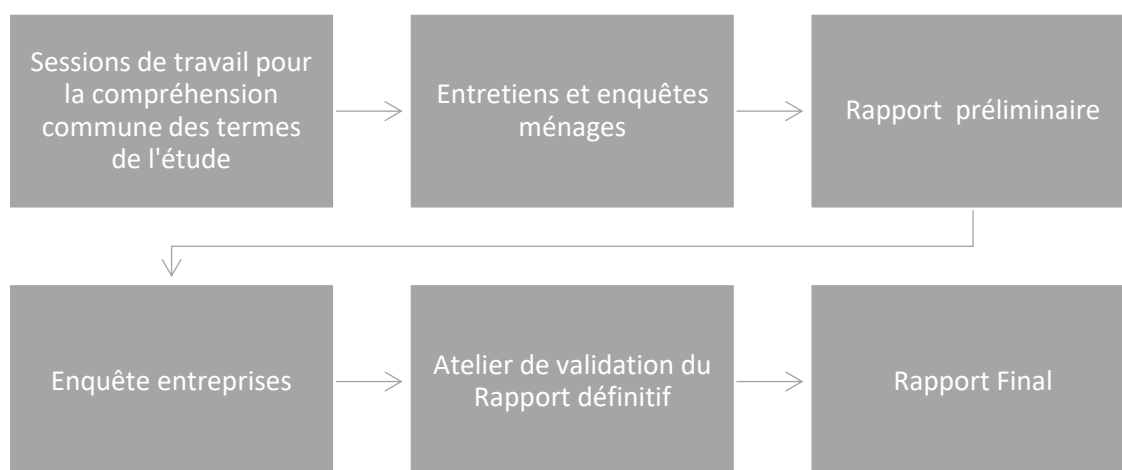 Sessions de travail pour
la compréhension
commune des termes
de l'étude
Entretiens et enquêtes
ménages
Rapport  préliminaire
Enquête entreprises
Atelier de validation du
Rapport définitif
Rapport Final